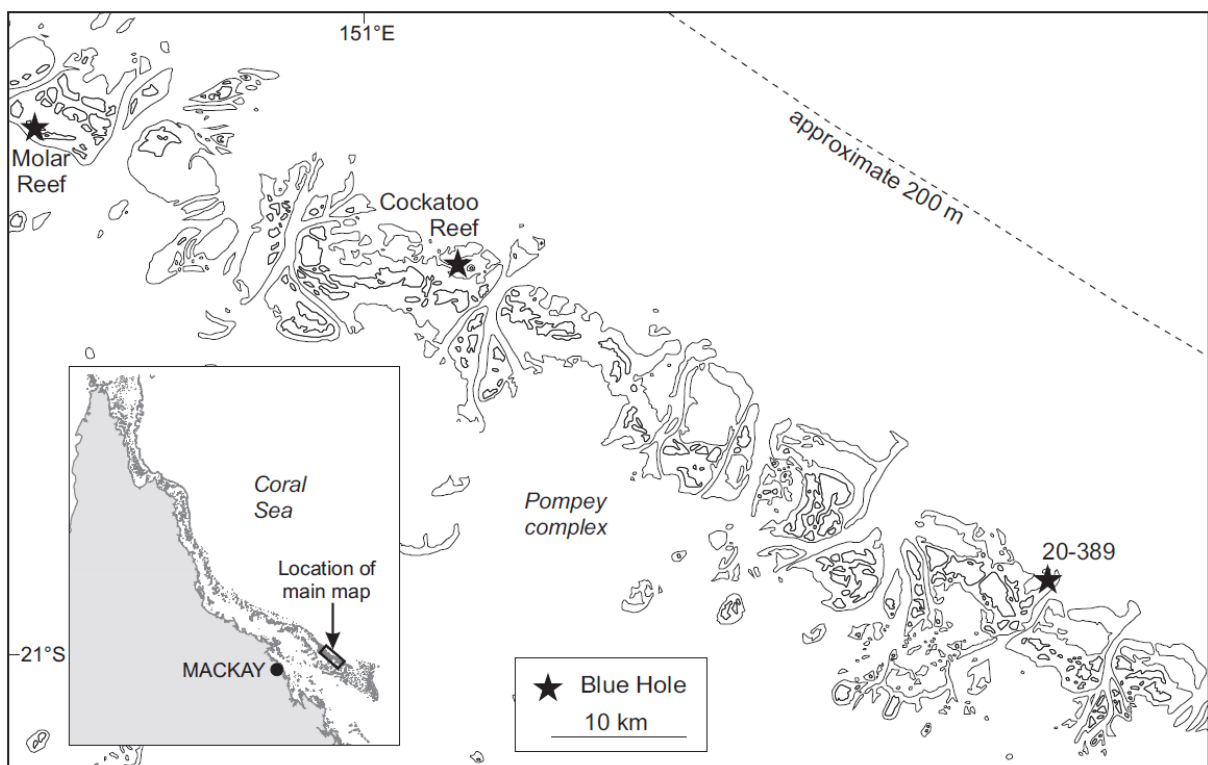 151°E
Molar
Reef
Cockatoo
Reef
approximate 200 m
Coral
Sea
Pompey
complex
20-389
Location of
main map
21°S
MACKAY
Blue Hole
10 km